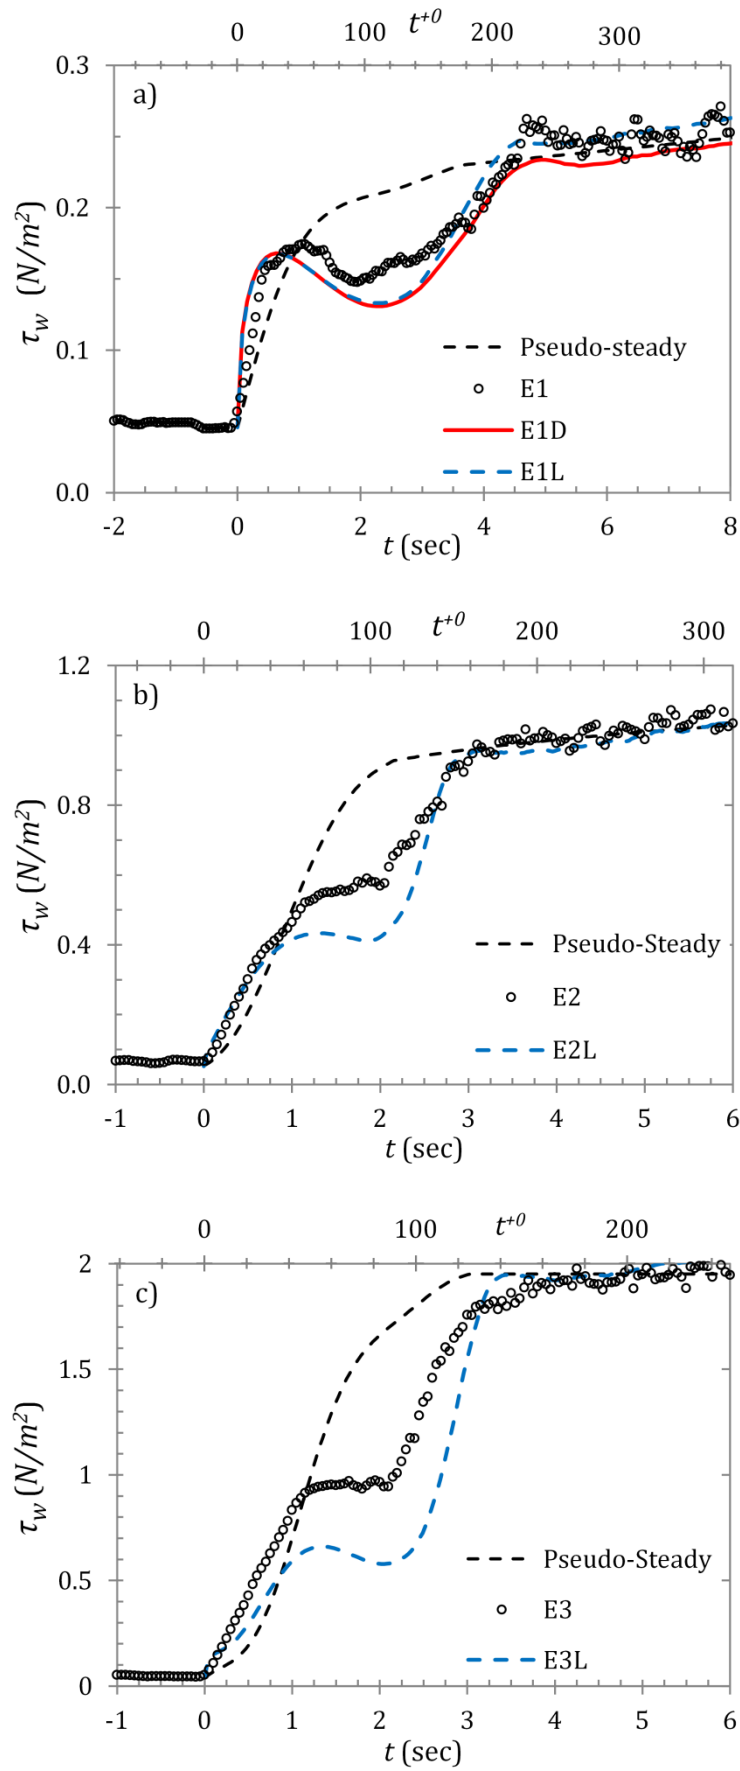 0 100 t⁺⁰ 200 300
0.3
a)
0.2
τw (N/m²)
0.1
Pseudo-steady
E1
E1D
E1L
0.0
-2 0 2 4 6 8
t (sec)
0 100 t⁺⁰ 200 300
1.2
b)
0.8
τw (N/m²)
0.4
Pseudo-Steady
E2
E2L
0.0
-1 0 1 2 3 4 5 6
t (sec)
0 100 t⁺⁰ 200
2
c)
1.5
τw (N/m²)
1
Pseudo-Steady
0.5
E3
E3L
0
-1 0 1 2 3 4 5 6
t (sec)